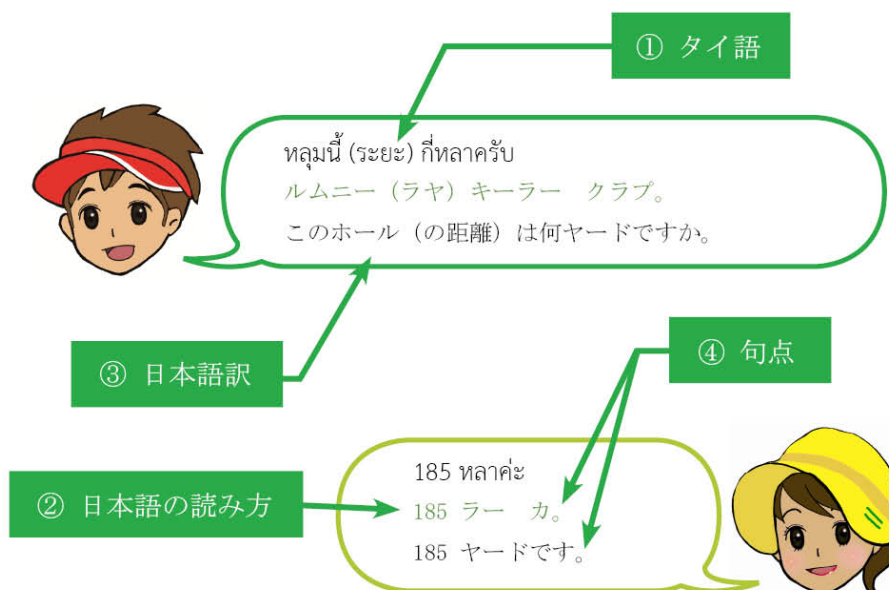 ① タイ語
หลุมนี้ (ระยะ) กี่หลาครับ
ルムニー（ラヤ）キーラー　クラプ。
このホール（の距離）は何ヤードですか。
③ 日本語訳
④ 句点
185 หลาค่ะ
② 日本語の読み方
185 ラー　カ。
185 ヤードです。